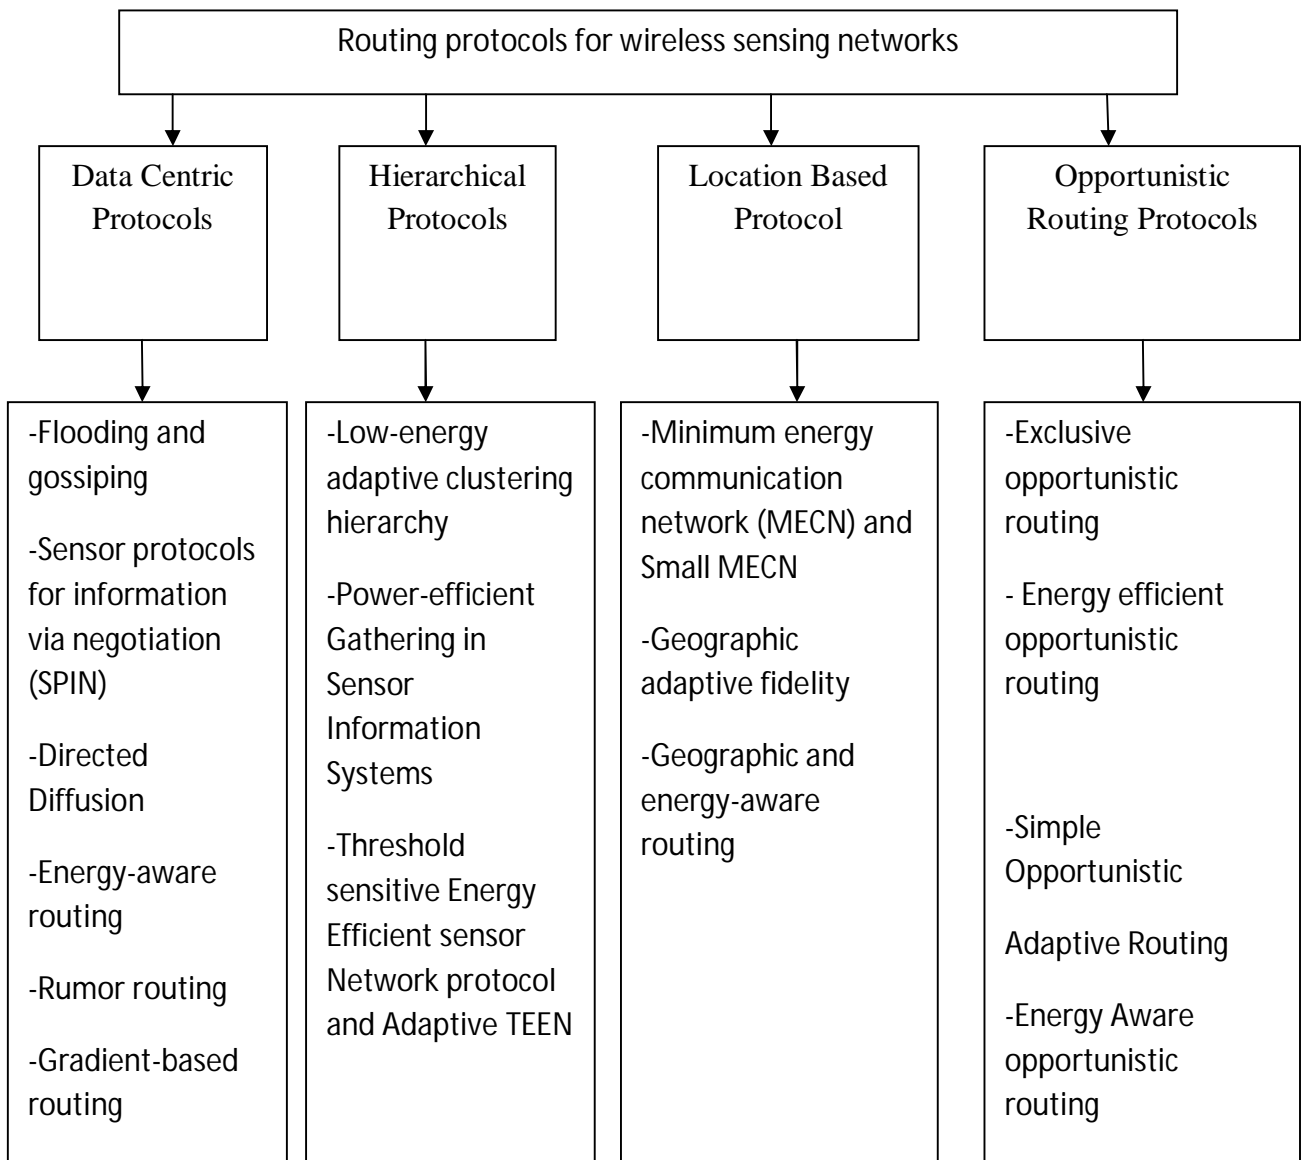 Routing protocols for wireless sensing networks
Data Centric
Protocols
Hierarchical
Protocols
Location Based
Protocol
Opportunistic
Routing Protocols
-Flooding and
gossiping
-Sensor protocols
for information
via negotiation
(SPIN)
-Directed
Diffusion
-Energy-aware
routing
-Rumor routing
-Gradient-based
routing
-Low-energy
adaptive clustering
hierarchy
-Power-efficient
Gathering in
Sensor
Information
Systems
-Threshold
sensitive Energy
Efficient sensor
Network protocol
and Adaptive TEEN
-Minimum energy
communication
network (MECN) and
Small MECN
-Geographic
adaptive fidelity
-Geographic and
energy-aware
routing
-Exclusive
opportunistic
routing
- Energy efficient
opportunistic
routing
-Simple
Opportunistic
Adaptive Routing
-Energy Aware
opportunistic
routing